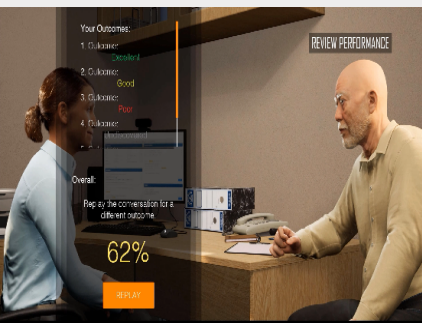 Your Outcomes:
1. Outcome:
Excellent
2. Outcome:
Good
3. Outcome:
Poor
4. Outcome:
Undiscovered
Overall:
Replay the conversation for a
different outcome
62%
REPLAY
REVIEW PERFORMANCE